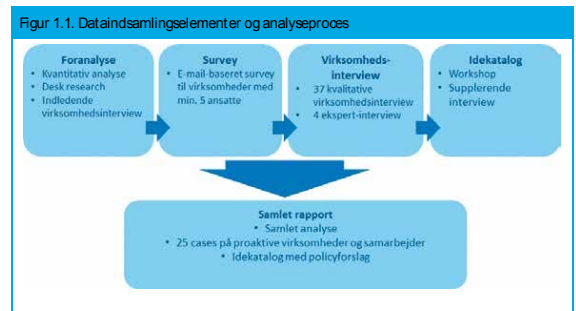 Figur 1.1. Dataindsamlingselementer og analyseproces
Foranalyse
• Kvantitativ analyse
• Desk research
• Indledende
virksomhedsinterview
Survey
• E-mail-baseret survey
til virksomheder med
min. 5 ansatte
Virksomheds-
interview
• 37 kvalitative
virksomhedsinterview
• 4 ekspert-interview
Idekatalog
• Workshop
• Supplerende
interview
Samlet rapport
• Samlet analyse
• 25 cases på proaktive virksomheder og samarbejder
• Idekatalog med policyforslag